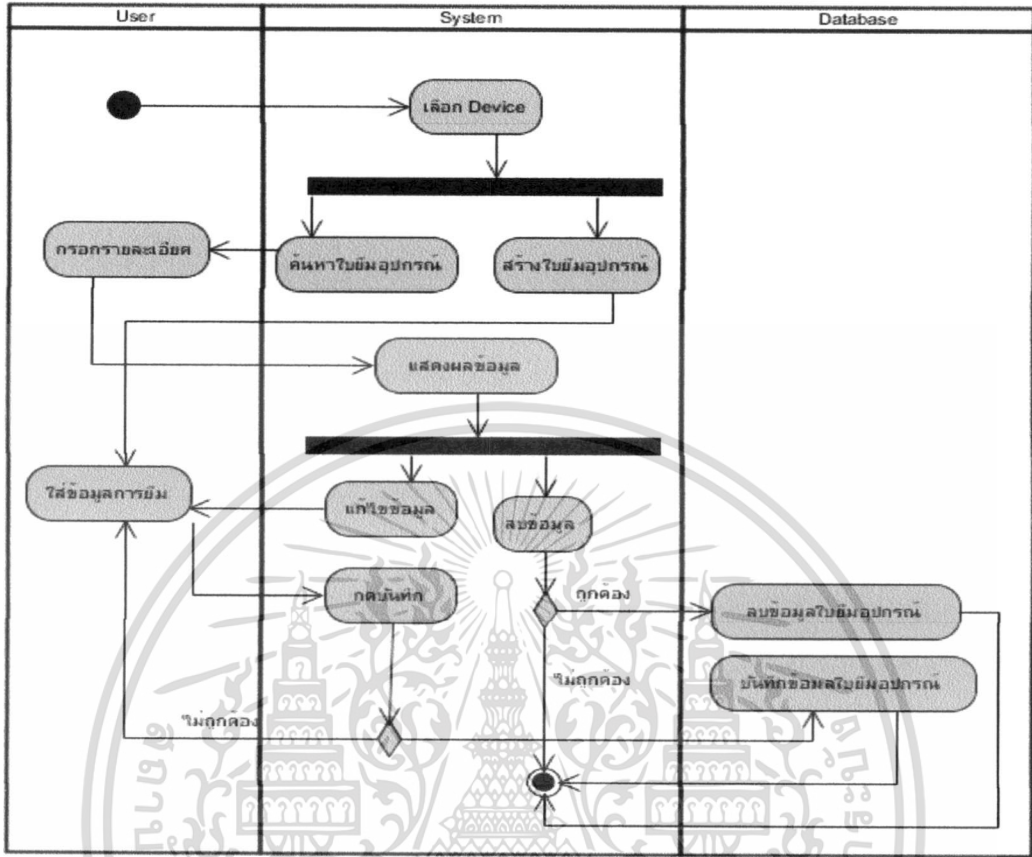 User System Database
เลือก Device
กรอกรายละเอียด
ค้นหาใบยืมอุปกรณ์
สร้างใบยืมอุปกรณ์
แสดงผลข้อมูล
ใส่ข้อมูลการยืม
แก้ไขข้อมูล
ลบข้อมูล
กดบันทึก
ถูกต้อง
ลบข้อมูลใบยืมอุปกรณ์
ไม่ถูกต้อง
บันทึกข้อมูลใบยืมอุปกรณ์
ไม่ถูกต้อง